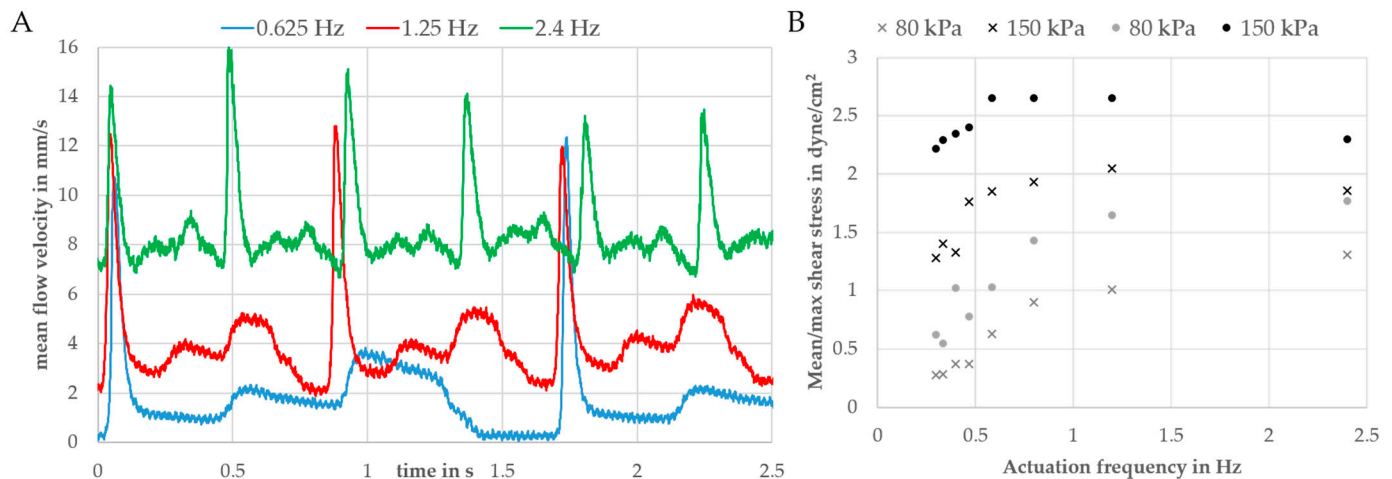 A
0.625 Hz 1.25 Hz 2.4 Hz
mean flow velocity in mm/s
16
14
12
10
8
6
4
2
0
0 0.5 1 1.5 2 2.5
time in s
B
× 80 kPa × 150 kPa ● 80 kPa ● 150 kPa
Mean/max shear stress in dyne/cm²
3
2.5
2
1.5
1
0.5
0
0 0.5 1 1.5 2 2.5
Actuation frequency in Hz